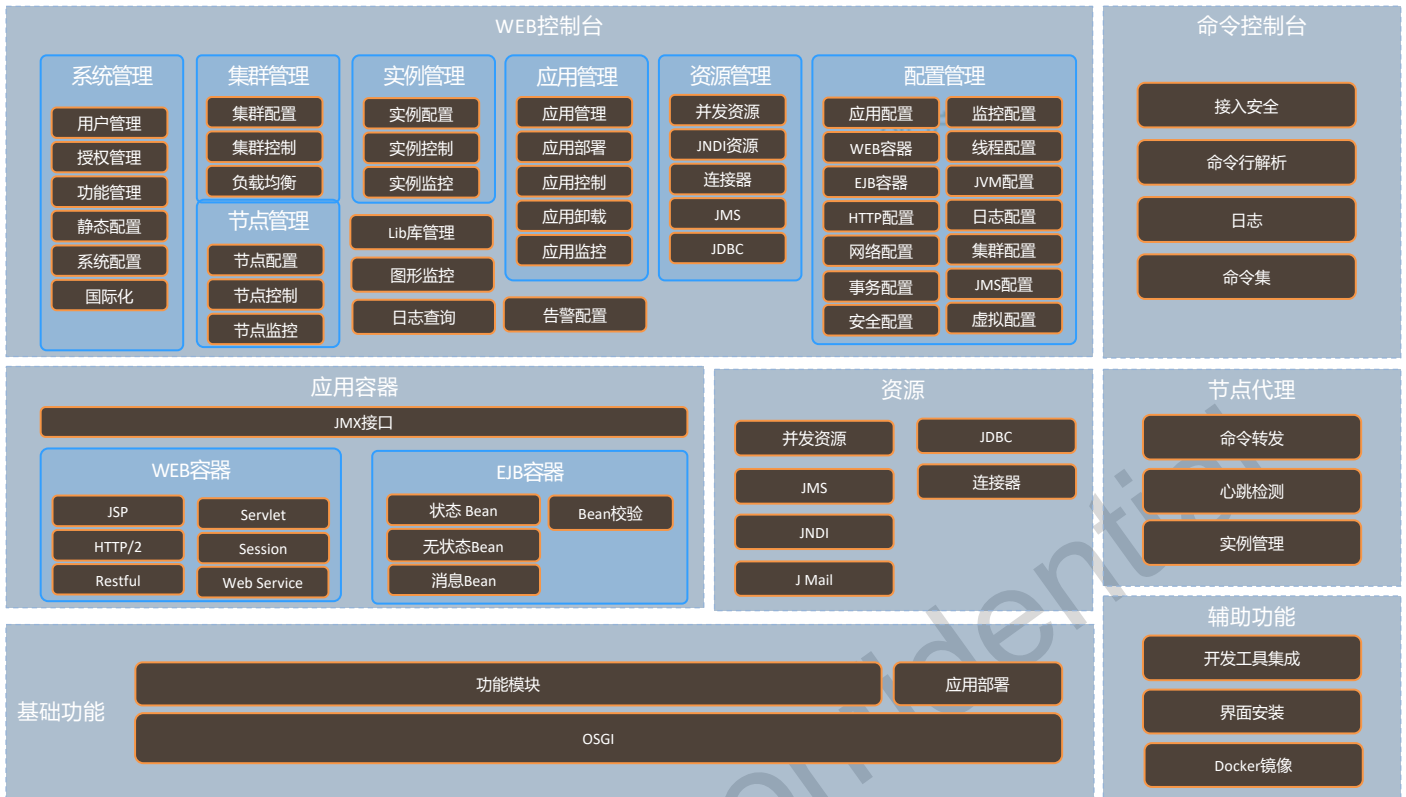 WEB控制台
系统管理
用户管理
授权管理
功能管理
静态配置
系统配置
国际化
集群管理
集群配置
集群控制
负载均衡
节点管理
节点配置
节点控制
节点监控
实例管理
实例配置
实例控制
实例监控
Lib库管理
图形监控
日志查询
应用管理
应用管理
应用部署
应用控制
应用卸载
应用监控
告警配置
资源管理
并发资源
JNDI资源
连接器
JMS
JDBC
配置管理
应用配置
监控配置
WEB容器
线程配置
EJB容器
JVM配置
HTTP配置
日志配置
网络配置
集群配置
事务配置
JMS配置
安全配置
虚拟配置
命令控制台
接入安全
命令行解析
日志
命令集
应用容器
JMX接口
WEB容器
JSP
Servlet
HTTP/2
Session
Restful
Web Service
EJB容器
状态 Bean
Bean校验
无状态Bean
消息Bean
资源
并发资源
JDBC
JMS
连接器
JNDI
J Mail
节点代理
命令转发
心跳检测
实例管理
基础功能
功能模块
应用部署
OSGI
辅助功能
开发工具集成
界面安装
Docker镜像